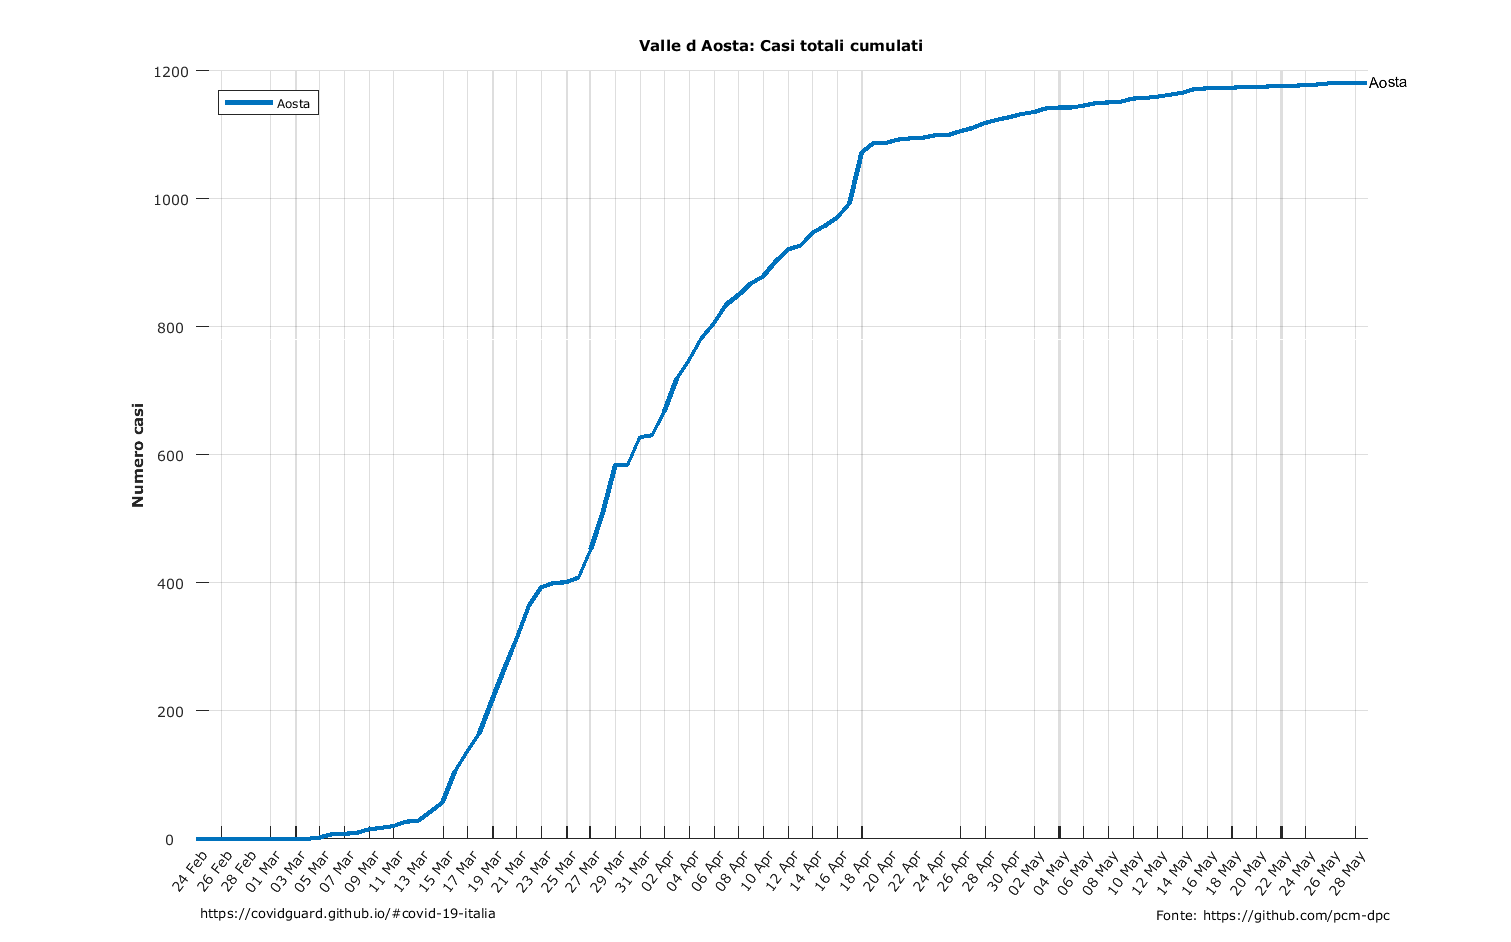 Valle d Aosta: Casi totali cumulati
1200
1000
800
600
400
200
0
Numero casi
Aosta
Aosta
24 Feb
26 Feb
28 Feb
01 Mar
03 Mar
05 Mar
07 Mar
09 Mar
11 Mar
13 Mar
15 Mar
17 Mar
19 Mar
21 Mar
23 Mar
25 Mar
27 Mar
29 Mar
31 Mar
02 Apr
04 Apr
06 Apr
08 Apr
10 Apr
12 Apr
14 Apr
16 Apr
18 Apr
20 Apr
22 Apr
24 Apr
26 Apr
28 Apr
30 Apr
02 May
04 May
06 May
08 May
10 May
12 May
14 May
16 May
18 May
20 May
22 May
24 May
26 May
28 May
https://covidguard.github.io/#covid-19-italia
Fonte: https://github.com/pcm-dpc